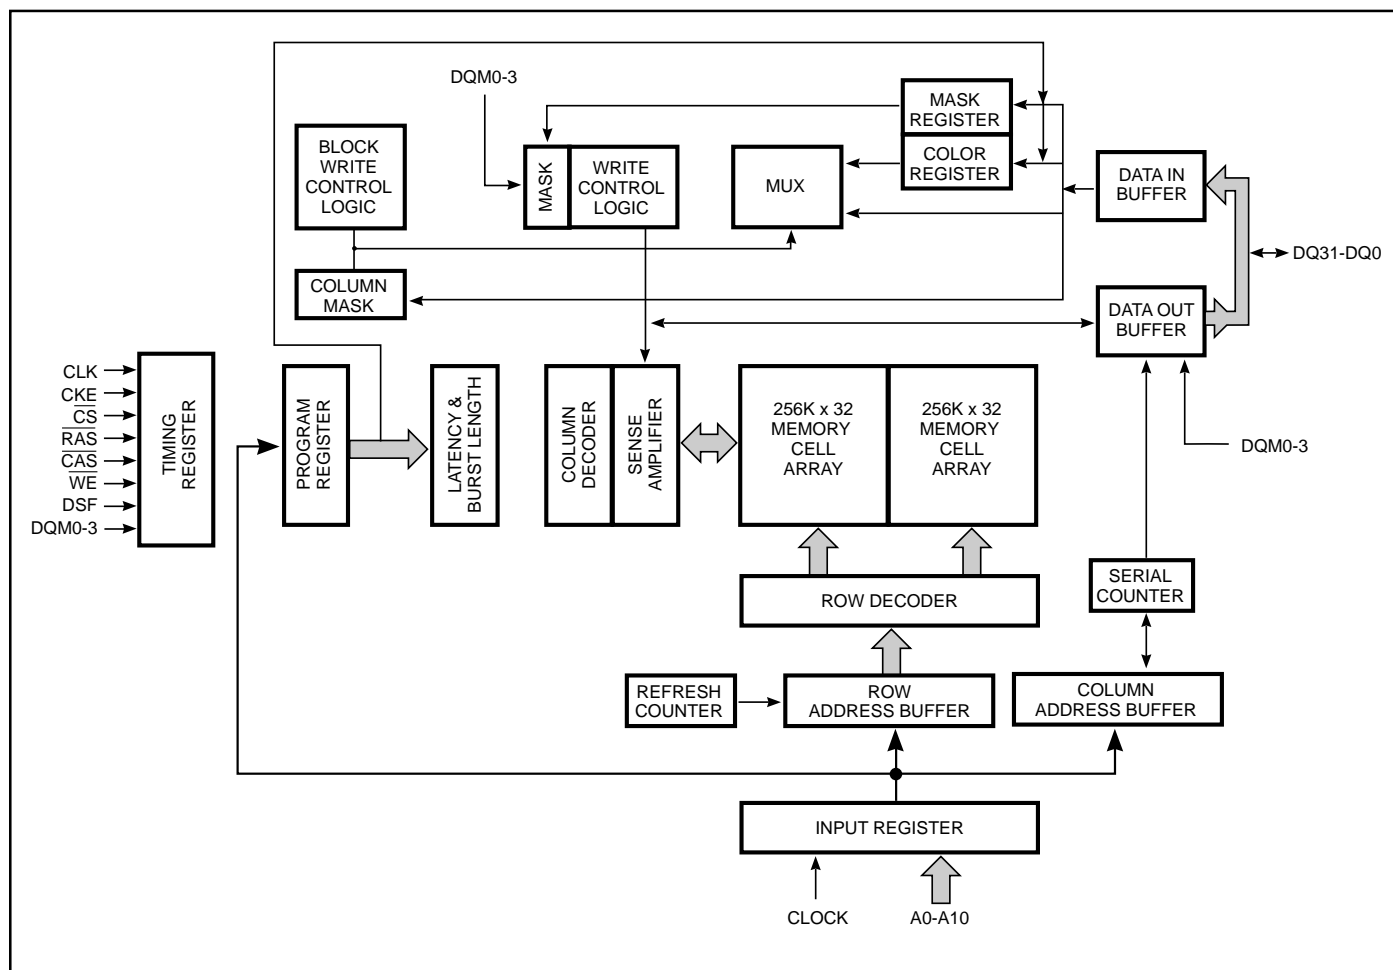 DQM0-3
MASK
REGISTER
BLOCK
WRITE
CONTROL
LOGIC
MASK
WRITE
CONTROL
LOGIC
MUX
COLOR
REGISTER
DATA IN
BUFFER
DQ31-DQ0
COLUMN
MASK
DATA OUT
BUFFER
CLK
CKE
CS
RAS
CAS
WE
DSF
DQM0-3
TIMING
REGISTER
PROGRAM
REGISTER
LATENCY &
BURST LENGTH
COLUMN
DECODER
SENSE
AMPLIFIER
256K x 32
MEMORY
CELL
ARRAY
256K x 32
MEMORY
CELL
ARRAY
DQM0-3
ROW DECODER
SERIAL
COUNTER
REFRESH
COUNTER
ROW
ADDRESS BUFFER
COLUMN
ADDRESS BUFFER
INPUT REGISTER
CLOCK
A0-A10